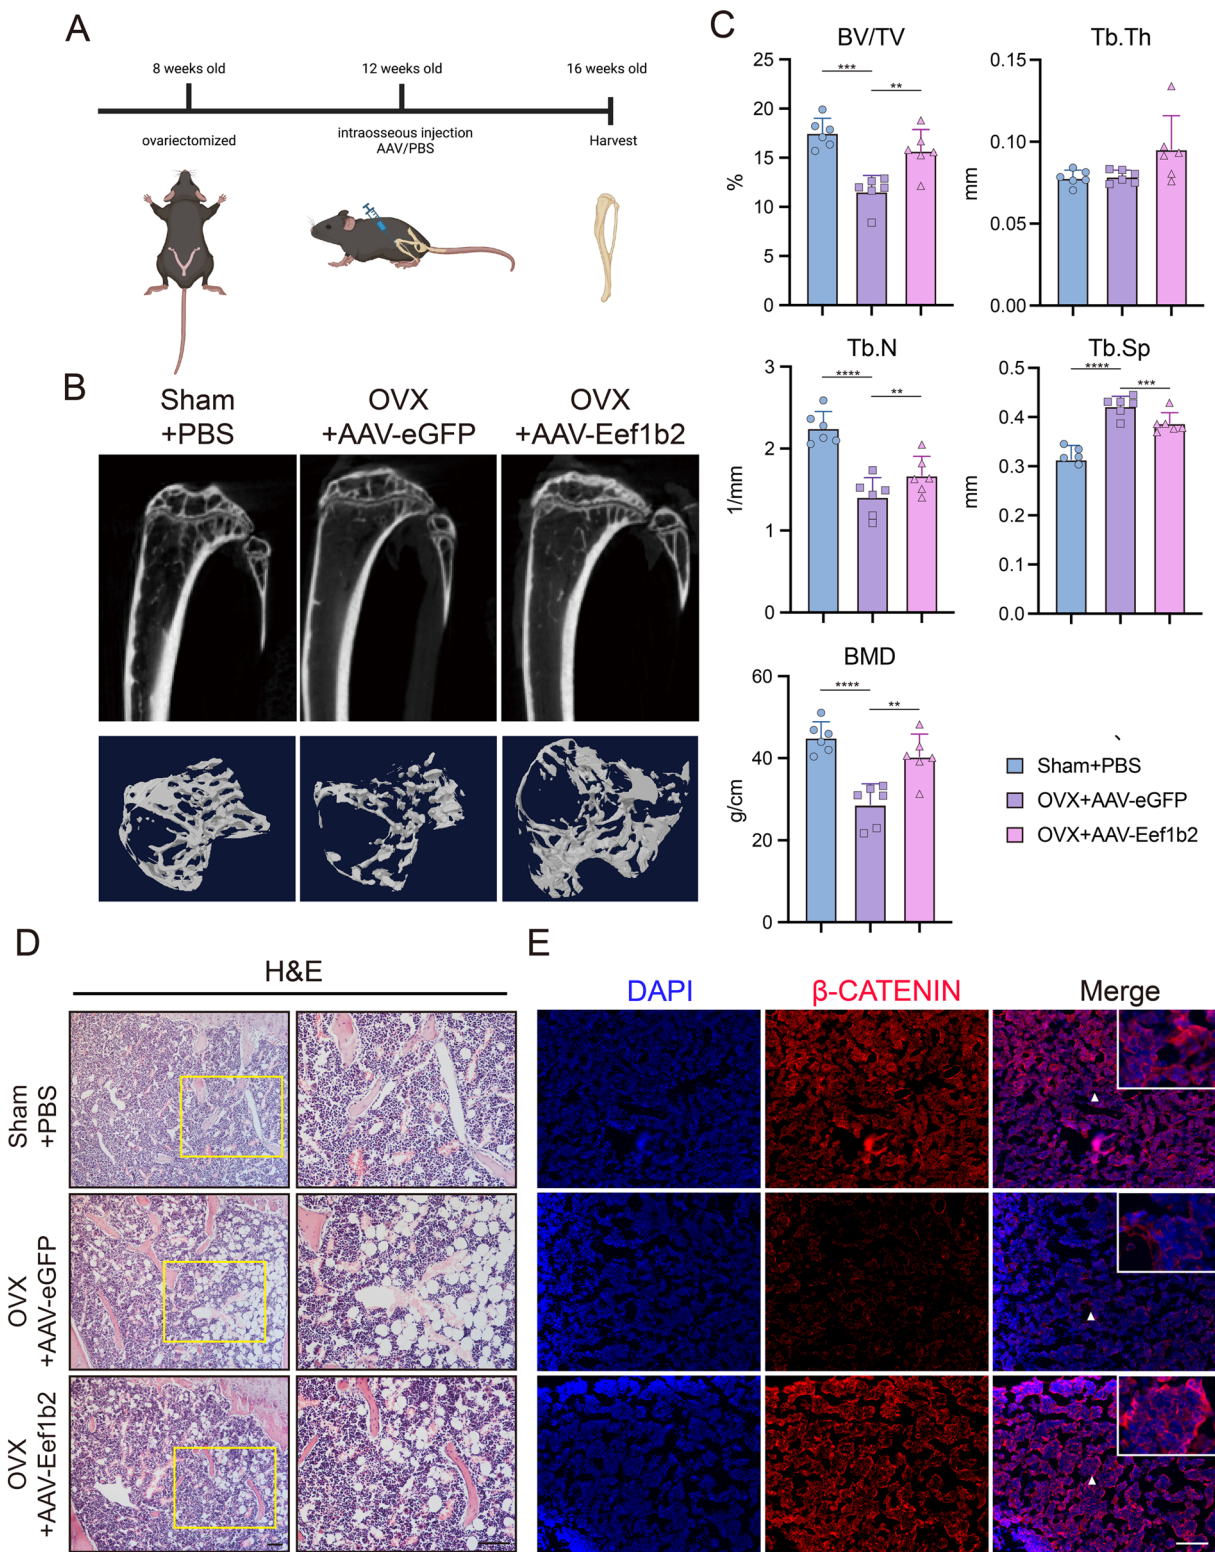 A
8 weeks old
12 weeks old
16 weeks old
ovariectomized
intraosseous injection
AAV/PBS
Harvest
B
Sham
+PBS
OVX
+AAV-eGFP
OVX
+AAV-Eef1b2
C
BV/TV
%
25
20
15
10
5
0
***
**
Tb.Th
mm
0.15
0.10
0.05
0.00
Tb.N
1/mm
3
2
1
0
****
**
Tb.Sp
mm
0.5
0.4
0.3
0.2
0.1
0.0
****
***
BMD
g/cm
60
40
20
0
****
**
`
Sham+PBS
OVX+AAV-eGFP
OVX+AAV-Eef1b2
D
H&E
Sham
+PBS
OVX
+AAV-eGFP
OVX
+AAV-Eef1b2
E
DAPI
β-CATENIN
Merge